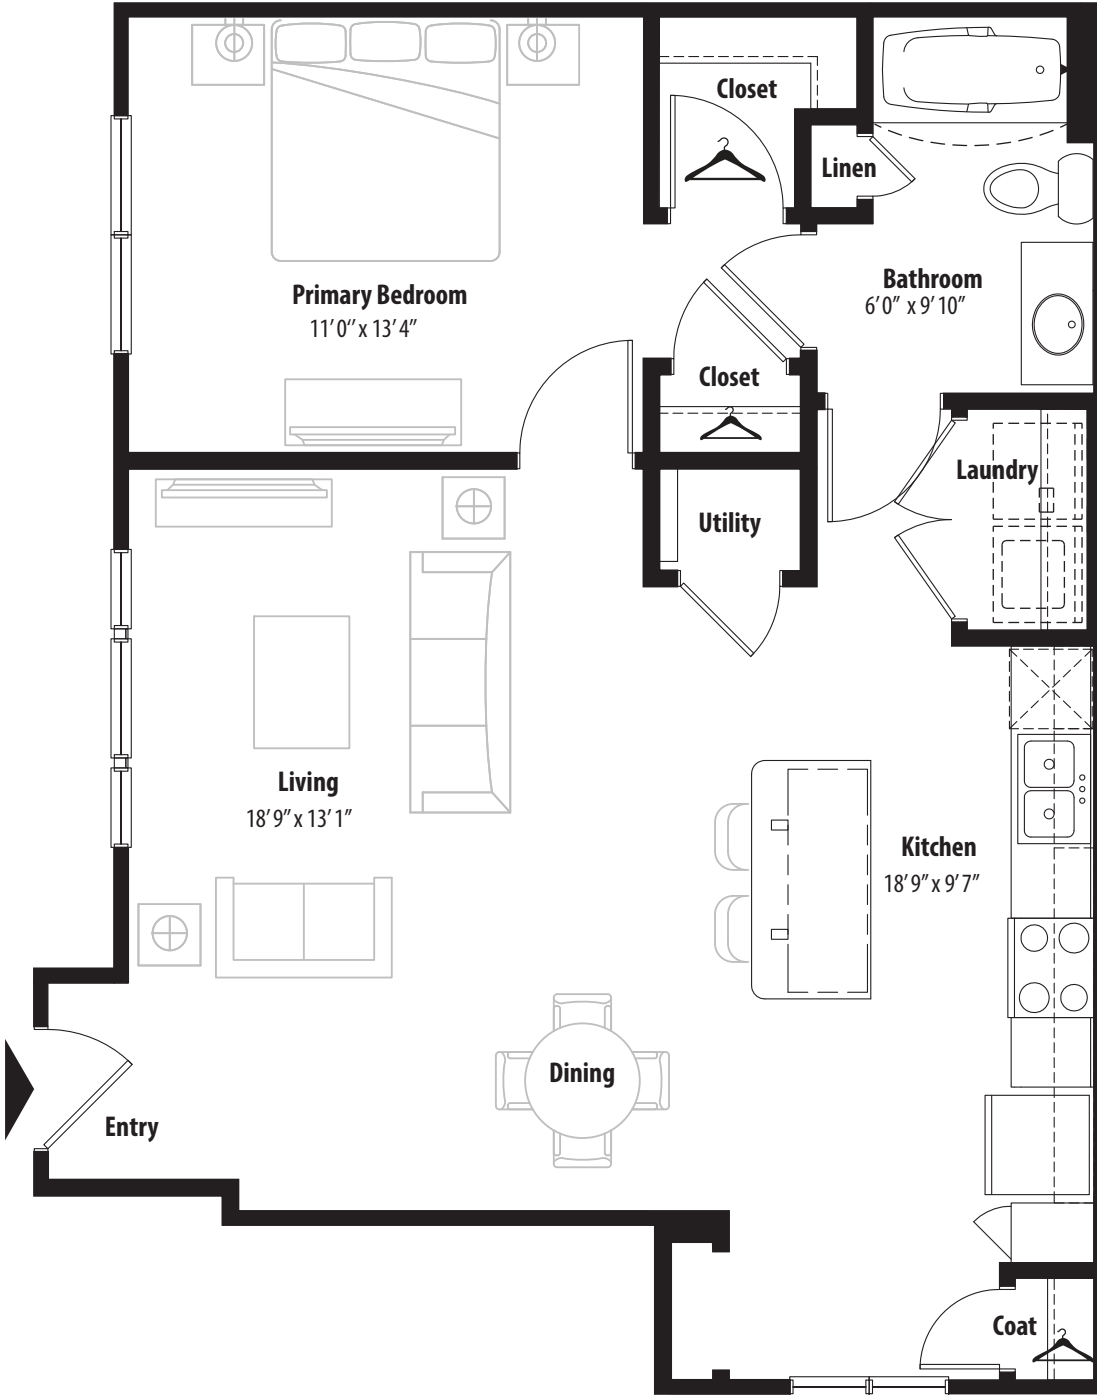 Closet
Linen
Bathroom
6'0" x 9'10"
Primary Bedroom
11'0" x 13'4"
Closet
Laundry
Utility
Living
18'9" x 13'1"
Kitchen
18'9" x 9'7"
Dining
Entry
Coat